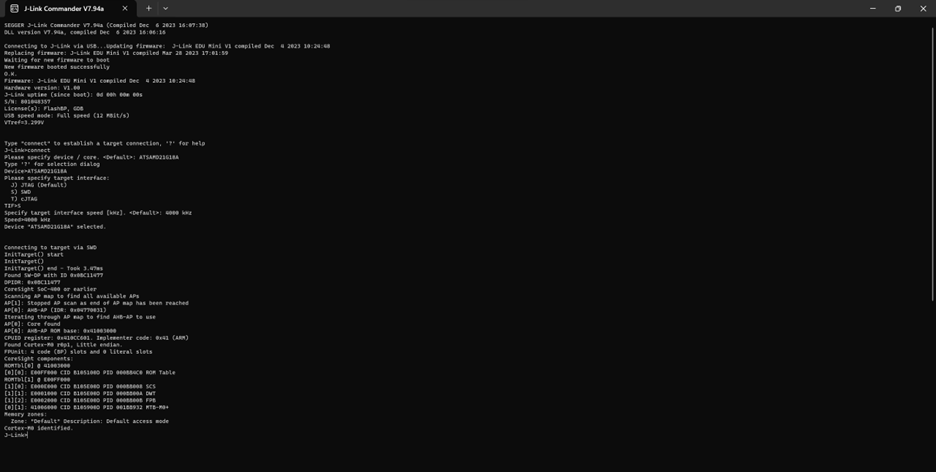 J-Link Commander V7.94a
SEGGER J-Link Commander V7.94a (Compiled Dec  6 2023 16:07:38)
DLL version V7.94a, compiled Dec  6 2023 16:06:16
Connecting to J-Link via USB...Updating firmware:  J-Link EDU Mini V1 compiled Dec  4 2023 10:24:48
Replacing firmware: J-Link EDU Mini V1 compiled Mar 28 2023 17:01:59
Waiting for new firmware to boot
New firmware booted successfully
O.K.
Firmware: J-Link EDU Mini V1 compiled Dec  4 2023 10:24:48
Hardware version: V1.00
J-Link uptime (since boot): 0d 00h 00m 00s
S/N: 801048357
License(s): FlashBP, GDB
USB speed mode: Full speed (12 MBit/s)
VTref=3.299V
Type "connect" to establish a target connection, '?' for help
J-Link>connect
Please specify device / core. <Default>: ATSAMD21G18A
Type '?' for selection dialog
Device>ATSAMD21G18A
Please specify target interface:
  J) JTAG (Default)
  S) SWD
  T) cJTAG
TIF>S
Specify target interface speed [kHz]. <Default>: 4000 kHz
Speed>4000 kHz
Device "ATSAMD21G18A" selected.
Connecting to target via SWD
InitTarget() start
InitTarget()
InitTarget() end - Took 3.47ms
Found SW-DP with ID 0x0BC11477
DPIDR: 0x0BC11477
CoreSight SoC-400 or earlier
Scanning AP map to find all available APs
AP[1]: Stopped AP scan as end of AP map has been reached
AP[0]: AHB-AP (IDR: 0x04770031)
Iterating through AP map to find AHB-AP to use
AP[0]: Core found
AP[0]: AHB-AP ROM base: 0x41003000
CPUID register: 0x410CC601. Implementer code: 0x41 (ARM)
Found Cortex-M0 r0p1, Little endian.
FPUnit: 4 code (BP) slots and 0 literal slots
CoreSight components:
ROMTbl[0] @ 41003000
[0][0]: E00FF000 CID B105100D PID 000BB4C0 ROM Table
ROMTbl[1] @ E00FF000
[1][0]: E000E000 CID B105E00D PID 000BB008 SCS
[1][1]: E0001000 CID B105E00D PID 000BB00A DWT
[1][2]: E0002000 CID B105E00D PID 000BB00B FPB
[0][1]: 41006000 CID B105900D PID 001BB932 MTB-M0+
Memory zones:
  Zone: "Default" Description: Default access mode
Cortex-M0 identified.
J-Link>